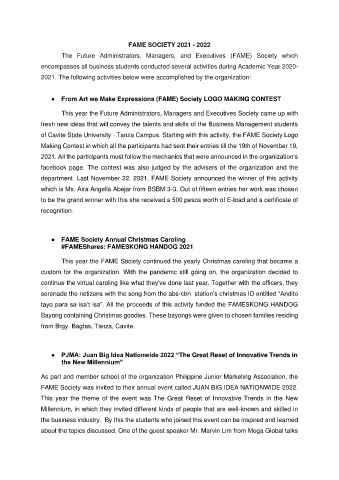 FAME SOCIETY 2021 - 2022
The Future Administrators, Managers, and Executives (FAME) Society which
encompasses all business students conducted several activities during Academic Year 2020-
2021. The following activities below were accomplished by the organization:
● From Art we Make Expressions (FAME) Society LOGO MAKING CONTEST
This year the Future Administrators, Managers and Executives Society came up with
fresh new ideas that will convey the talents and skills of the Business Management students
of Cavite State University - Tanza Campus. Starting with this activity, the FAME Society Logo
Making Contest in which all the participants had sent their entries till the 19th of November 19,
2021. All the participants must follow the mechanics that were announced in the organization's
facebook page. The contest was also judged by the advisers of the organization and the
department. Last November 22, 2021, FAME Society announced the winner of this activity
which is Ms. Aira Angella Abejar from BSBM 3-3. Out of fifteen entries her work was chosen
to be the grand winner with this she received a 500 pesos worth of E-load and a certificate of
recognition.
● FAME Society Annual Christmas Caroling
#FAMEShares: FAMESKONG HANDOG 2021
This year the FAME Society continued the yearly Christmas caroling that became a
custom for the organization. With the pandemic still going on, the organization decided to
continue the virtual caroling like what they've done last year. Together with the officers, they
serenade the netizens with the song from the abs-cbn station's christmas ID entitled "Andito
tayo para sa isa't isa". All the proceeds of this activity funded the FAMESKONG HANDOG
Bayong containing Christmas goodies. These bayongs were given to chosen families residing
from Brgy. Bagtas, Tanza, Cavite.
● PJMA: Juan Big Idea Nationwide 2022 "The Great Reset of Innovative Trends in
the New Millennium"
As part and member school of the organization Philippine Junior Marketing Association, the
FAME Society was invited to their annual event called JUAN BIG IDEA NATIONWIDE 2022.
This year the theme of the event was The Great Reset of Innovative Trends in the New
Millennium, in which they invited different kinds of people that are well-known and skilled in
the business industry. By this the students who joined this event can be inspired and learned
about the topics discussed. One of the guest speaker Mr. Marvin Lim from Mega Global talks